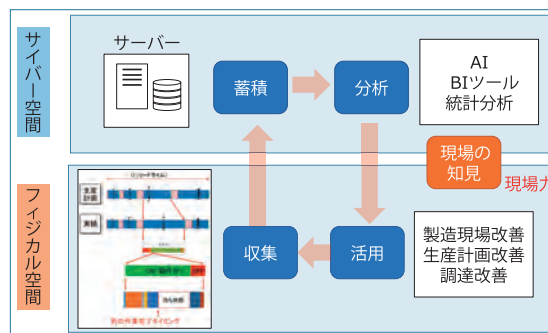 サイバー空間
サーバー
蓄積
分析
AI
BIツール
統計分析
現場の
知見
現場力
フィジカル空間
生産
計画
実績
収集
活用
製造現場改善
生産計画改善
調達改善